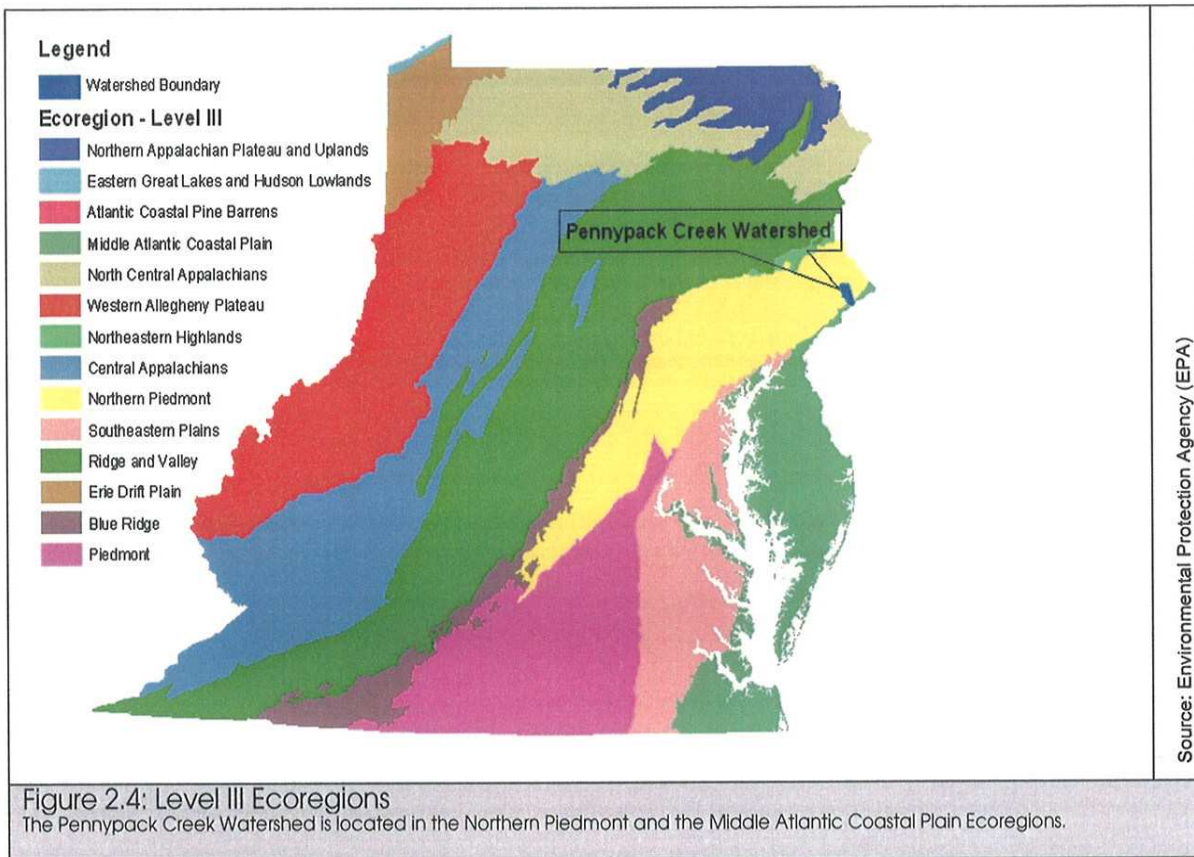 Legend
Watershed Boundary
Ecoregion - Level III
Northern Appalachian Plateau and Uplands
Eastern Great Lakes and Hudson Lowlands
Atlantic Coastal Pine Barrens
Middle Atlantic Coastal Plain
North Central Appalachians
Western Allegheny Plateau
Northeastern Highlands
Central Appalachians
Northern Piedmont
Southeastern Plains
Ridge and Valley
Erie Drift Plain
Blue Ridge
Piedmont
Pennypack Creek Watershed
Source: Environmental Protection Agency (EPA)
Figure 2.4: Level III Ecoregions
The Pennypack Creek Watershed is located in the Northern Piedmont and the Middle Atlantic Coastal Plain Ecoregions.